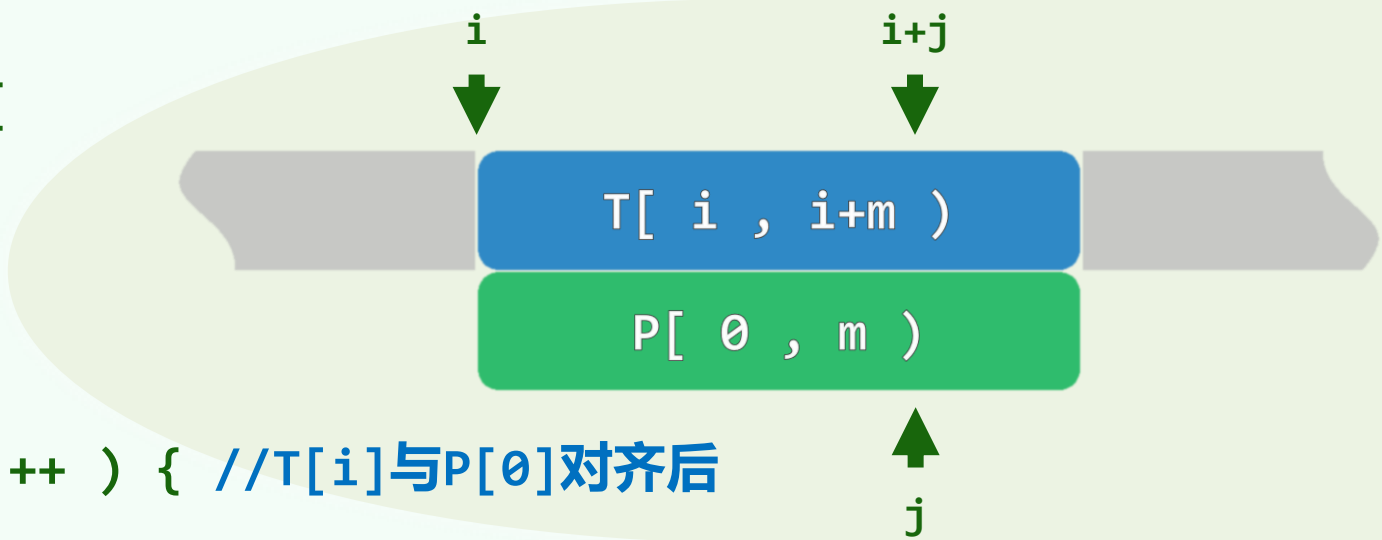 i i+j
T[ i , i+m )
P[ 0 , m )
++ ) { //T[i]与P[0]对齐后
j